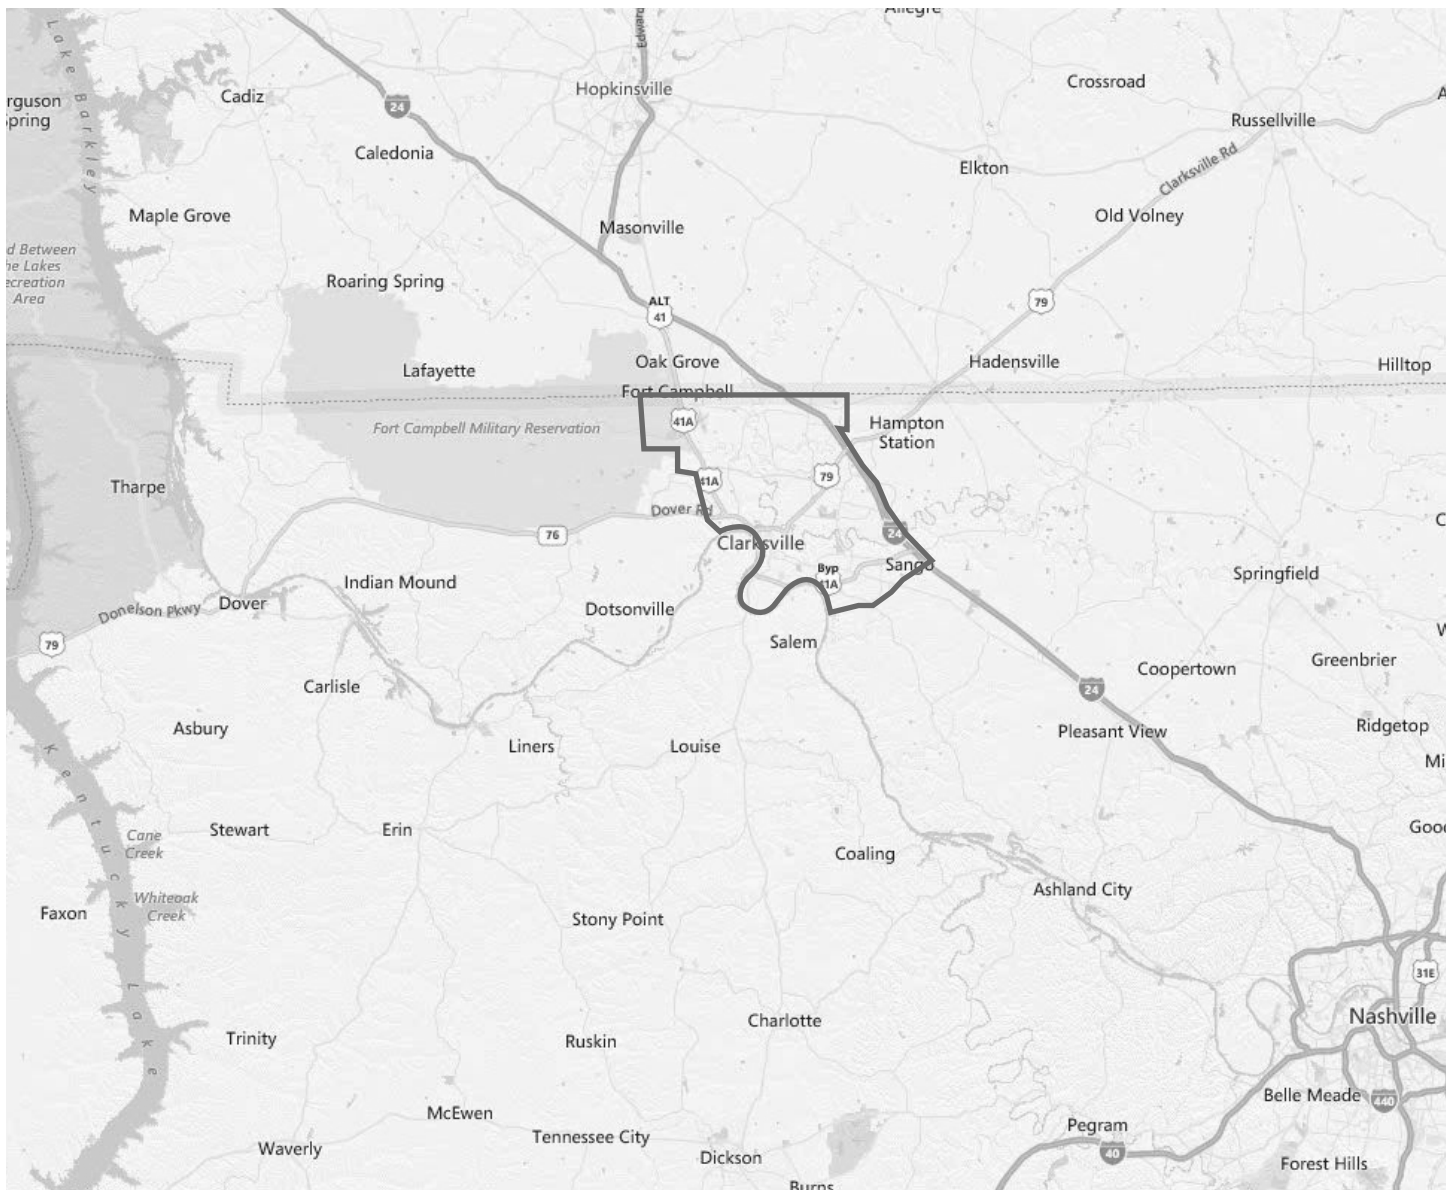 Allegre
Lake Barkley
Edward
Crossroad
Hopkinsville
Cadiz
rguson
Spring
24
Russellville
Caledonia
Elkton
Clarksville Rd
Maple Grove
Old Volney
Masonville
d Between
he Lakes
ecreation
Area
Roaring Spring
ALT
41
79
Oak Grove
Hadensville
Hilltop
Lafayette
Fort Campbell
41A
Hampton
Station
Fort Campbell Military Reservation
41A
79
Tharpe
Dover Rd
76
24
Clarksville
Sango
Byp
41A
Springfield
Indian Mound
Dover
Donelson Pkwy
Dotsonville
79
Salem
Greenbrier
Coopertown
Carlisle
24
Asbury
Ridgetop
Pleasant View
Liners
Louise
Mi
Kentucky Lake
Stewart
Erin
Cane
Creek
Goo
Coaling
Ashland City
Whiteoak
Creek
Faxon
Stony Point
31E
Nashville
Charlotte
Trinity
Ruskin
Belle Meade
440
McEwen
Pegram
Tennessee City
40
Waverly
Dickson
Forest Hills
Burns